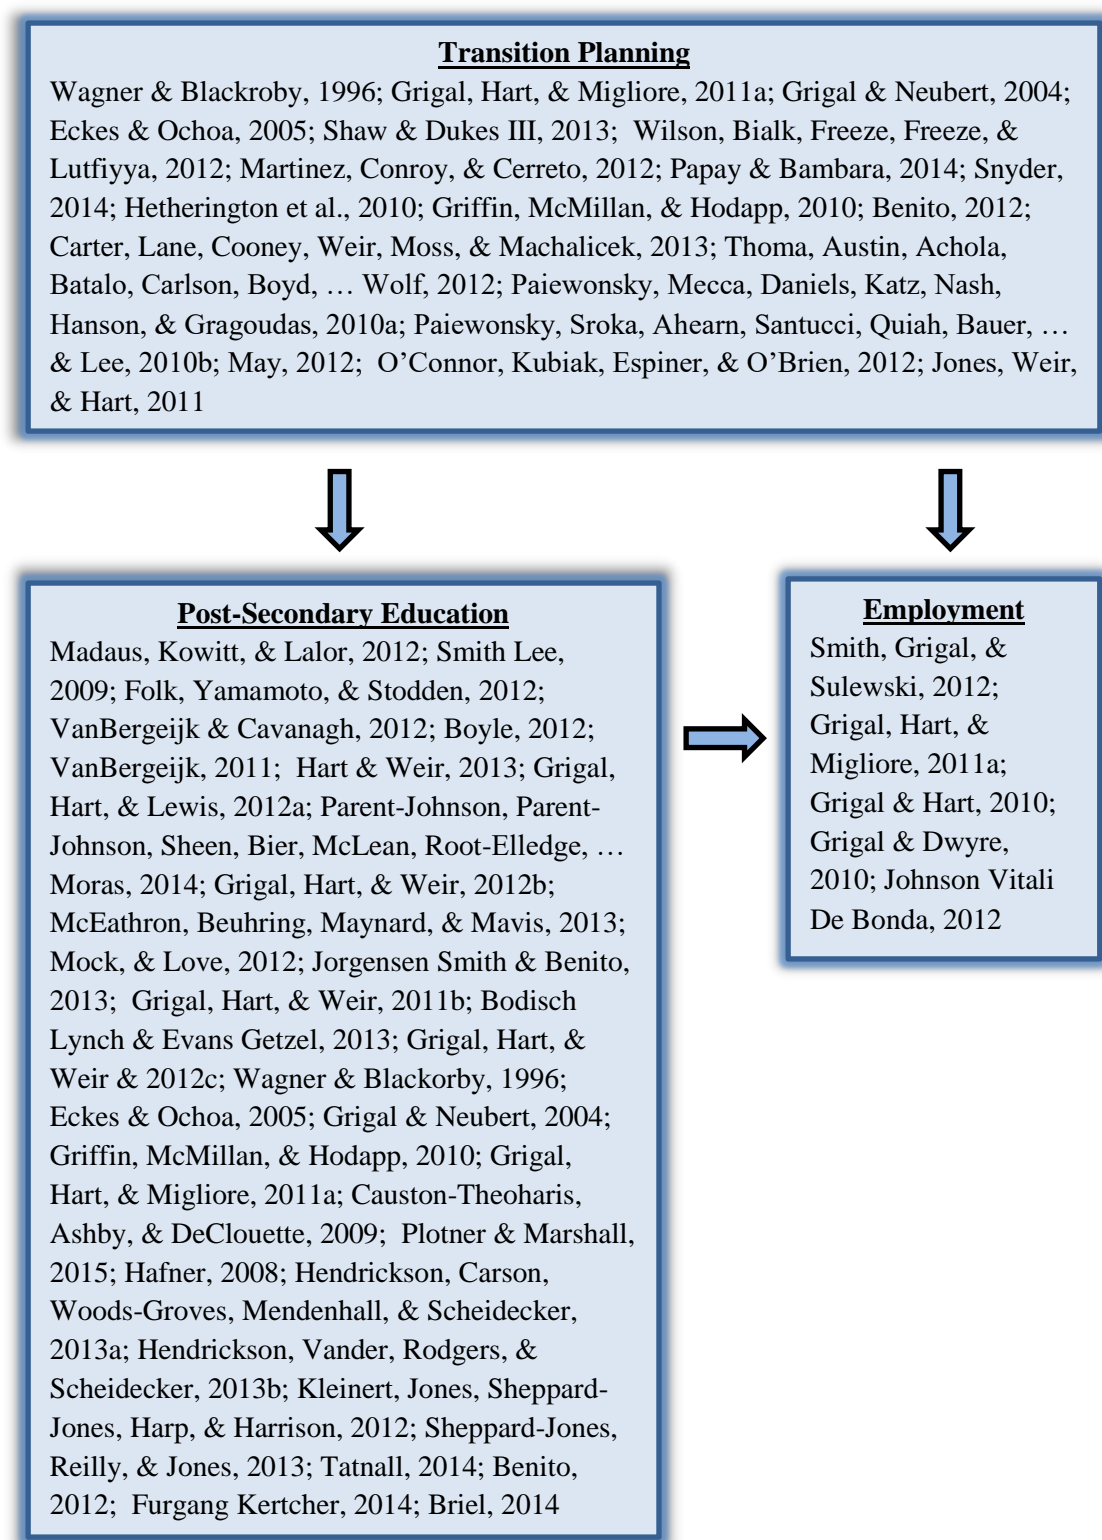 Transition Planning
Wagner & Blackroby, 1996; Grigal, Hart, & Migliore, 2011a; Grigal & Neubert, 2004;
Eckes & Ochoa, 2005; Shaw & Dukes III, 2013;  Wilson, Bialk, Freeze, Freeze, &
Lutfiyya, 2012; Martinez, Conroy, & Cerreto, 2012; Papay & Bambara, 2014; Snyder,
2014; Hetherington et al., 2010; Griffin, McMillan, & Hodapp, 2010; Benito, 2012;
Carter, Lane, Cooney, Weir, Moss, & Machalicek, 2013; Thoma, Austin, Achola,
Batalo, Carlson, Boyd, … Wolf, 2012; Paiewonsky, Mecca, Daniels, Katz, Nash,
Hanson, & Gragoudas, 2010a; Paiewonsky, Sroka, Ahearn, Santucci, Quiah, Bauer, …
& Lee, 2010b; May, 2012;  O’Connor, Kubiak, Espiner, & O’Brien, 2012; Jones, Weir,
& Hart, 2011
Post-Secondary Education
Madaus, Kowitt, & Lalor, 2012; Smith Lee,
2009; Folk, Yamamoto, & Stodden, 2012;
VanBergeijk & Cavanagh, 2012; Boyle, 2012;
VanBergeijk, 2011;  Hart & Weir, 2013; Grigal,
Hart, & Lewis, 2012a; Parent-Johnson, Parent-
Johnson, Sheen, Bier, McLean, Root-Elledge, …
Moras, 2014; Grigal, Hart, & Weir, 2012b;
McEathron, Beuhring, Maynard, & Mavis, 2013;
Mock, & Love, 2012; Jorgensen Smith & Benito,
2013;  Grigal, Hart, & Weir, 2011b; Bodisch
Lynch & Evans Getzel, 2013; Grigal, Hart, &
Weir & 2012c; Wagner & Blackorby, 1996;
Eckes & Ochoa, 2005; Grigal & Neubert, 2004;
Griffin, McMillan, & Hodapp, 2010; Grigal,
Hart, & Migliore, 2011a; Causton-Theoharis,
Ashby, & DeClouette, 2009;  Plotner & Marshall,
2015; Hafner, 2008; Hendrickson, Carson,
Woods-Groves, Mendenhall, & Scheidecker,
2013a; Hendrickson, Vander, Rodgers, &
Scheidecker, 2013b; Kleinert, Jones, Sheppard-
Jones, Harp, & Harrison, 2012; Sheppard-Jones,
Reilly, & Jones, 2013; Tatnall, 2014; Benito,
2012;  Furgang Kertcher, 2014; Briel, 2014
Employment
Smith, Grigal, &
Sulewski, 2012;
Grigal, Hart, &
Migliore, 2011a;
Grigal & Hart, 2010;
Grigal & Dwyre,
2010; Johnson Vitali
De Bonda, 2012